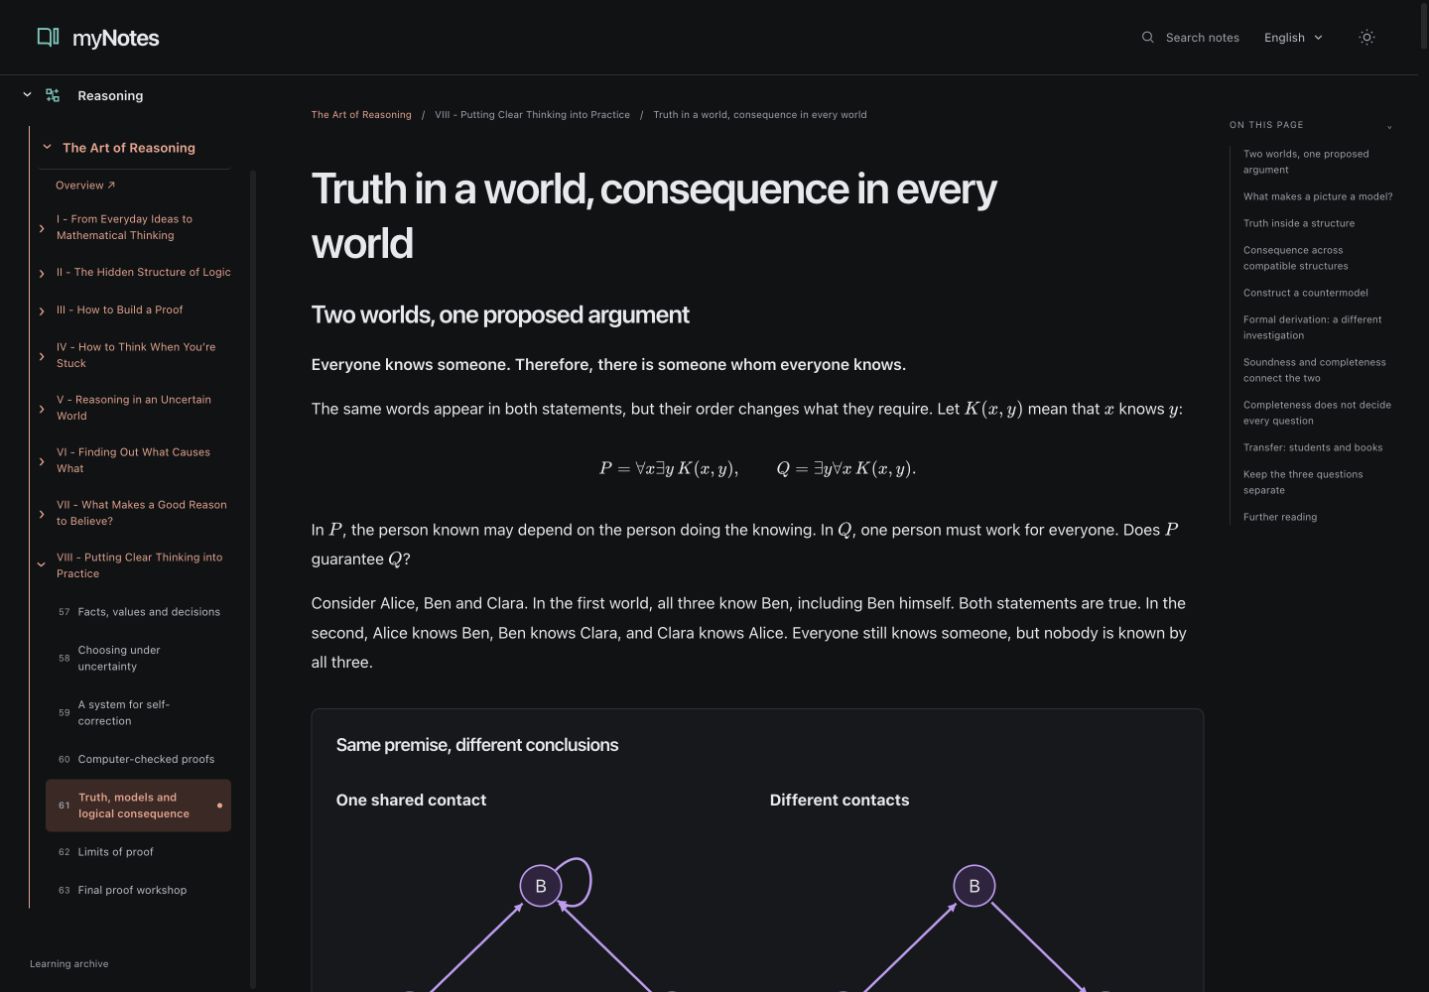 myNotes
Search notes
English
Reasoning
The Art of Reasoning
Overview ↗
I - From Everyday Ideas to
Mathematical Thinking
II - The Hidden Structure of Logic
III - How to Build a Proof
IV - How to Think When You're
Stuck
V - Reasoning in an Uncertain
World
VI - Finding Out What Causes
What
VII - What Makes a Good Reason
to Believe?
VIII - Putting Clear Thinking into
Practice
57 Facts, values and decisions
58 Choosing under
uncertainty
59 A system for self-
correction
60 Computer-checked proofs
61 Truth, models and
logical consequence
62 Limits of proof
63 Final proof workshop
Learning archive
The Art of Reasoning / VIII - Putting Clear Thinking into Practice / Truth in a world, consequence in every world
Truth in a world, consequence in every
world
Two worlds, one proposed argument
Everyone knows someone. Therefore, there is someone whom everyone knows.
The same words appear in both statements, but their order changes what they require. Let K(x, y) mean that x knows y:
P = ∀x∃y K(x, y), Q = ∃y∀x K(x, y).
In P, the person known may depend on the person doing the knowing. In Q, one person must work for everyone. Does P
guarantee Q?
Consider Alice, Ben and Clara. In the first world, all three know Ben, including Ben himself. Both statements are true. In the
second, Alice knows Ben, Ben knows Clara, and Clara knows Alice. Everyone still knows someone, but nobody is known by
all three.
Same premise, different conclusions
One shared contact
Different contacts
B
B
ON THIS PAGE
Two worlds, one proposed
argument
What makes a picture a model?
Truth inside a structure
Consequence across
compatible structures
Construct a countermodel
Formal derivation: a different
investigation
Soundness and completeness
connect the two
Completeness does not decide
every question
Transfer: students and books
Keep the three questions
separate
Further reading